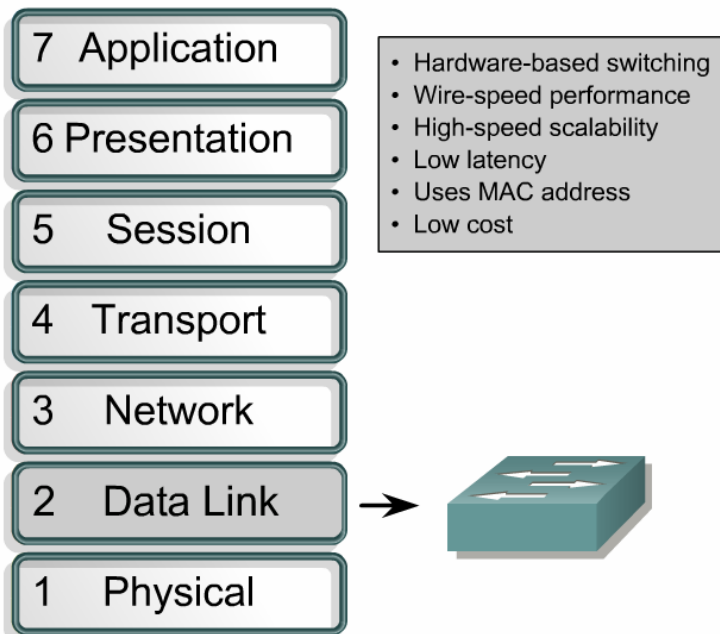 7 Application
6 Presentation
5 Session
4 Transport
3 Network
2 Data Link
1 Physical
• Hardware-based switching
• Wire-speed performance
• High-speed scalability
• Low latency
• Uses MAC address
• Low cost